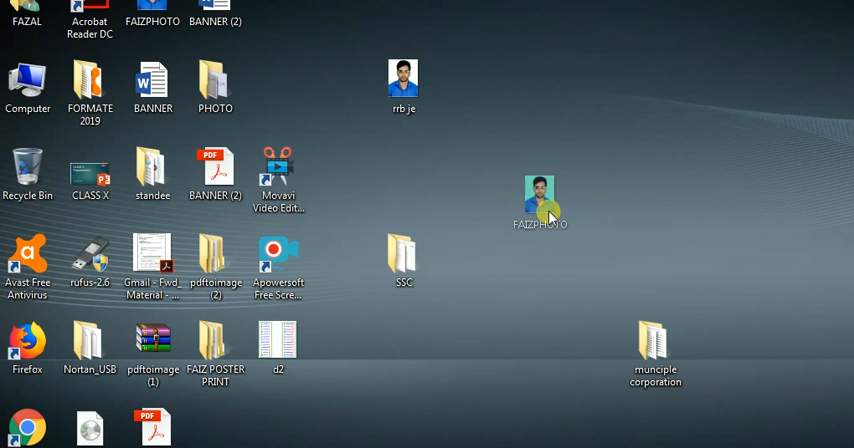 FAZAL
Acrobat
Reader DC
FAIZPHOTO
BANNER (2)
Computer
FORMATE
2019
BANNER
PHOTO
rrb je
Recycle Bin
CLASS X
standee
PDF
BANNER (2)
Movavi
Video Edit...
FAIZPHOTO
Avast Free
Antivirus
rufus-2.6
Gmail - Fwd_
Material - ...
pdftoimage
(2)
Apowersoft
Free Scre...
SSC
Firefox
Nortan_USB
pdftoimage
(1)
FAIZ POSTER
PRINT
d2
munciple
corporation
PDF